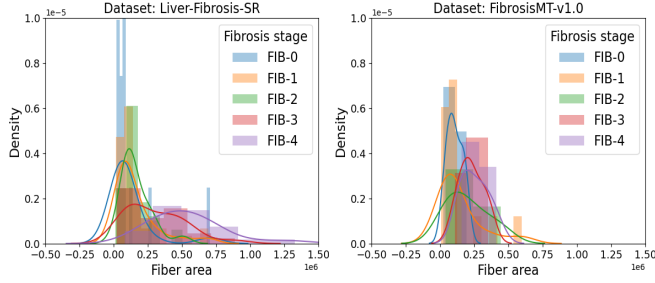 Dataset: Liver-Fibrosis-SR
1e−5
1.0
0.8
0.6
0.4
0.2
0.0
Density
Fibrosis stage
FIB-0
FIB-1
FIB-2
FIB-3
FIB-4
−0.50 −0.25 0.00 0.25 0.50 0.75 1.00 1.25 1.50
1e6
Fiber area
Dataset: FibrosisMT-v1.0
1e−5
1.0
0.8
0.6
0.4
0.2
0.0
Density
Fibrosis stage
FIB-0
FIB-1
FIB-2
FIB-3
FIB-4
−0.50 −0.25 0.00 0.25 0.50 0.75 1.00 1.25 1.50
1e6
Fiber area